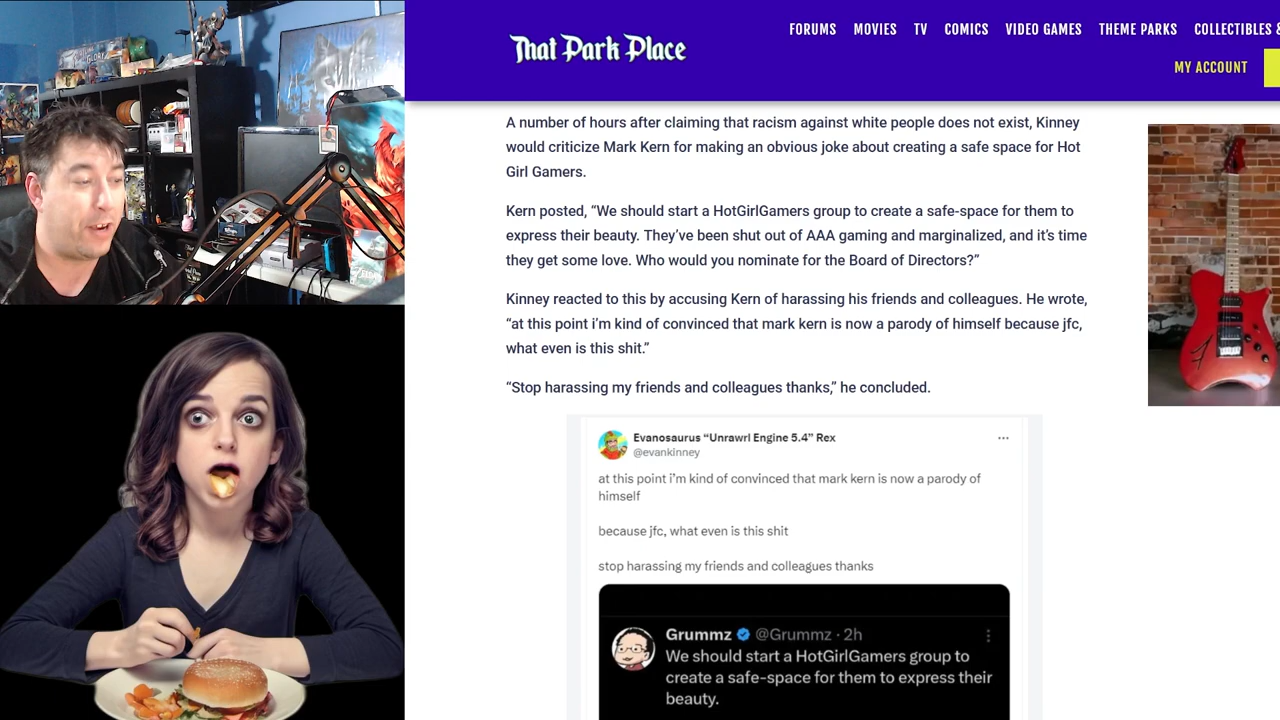 That Park Place
FORUMS MOVIES TV COMICS VIDEO GAMES THEME PARKS COLLECTIBLES &
MY ACCOUNT
A number of hours after claiming that racism against white people does not exist, Kinney
would criticize Mark Kern for making an obvious joke about creating a safe space for Hot
Girl Gamers.
Kern posted, “We should start a HotGirlGamers group to create a safe-space for them to
express their beauty. They’ve been shut out of AAA gaming and marginalized, and it’s time
they get some love. Who would you nominate for the Board of Directors?”
Kinney reacted to this by accusing Kern of harassing his friends and colleagues. He wrote,
“at this point i’m kind of convinced that mark kern is now a parody of himself because jfc,
what even is this shit.”
“Stop harassing my friends and colleagues thanks,” he concluded.
Evanosaurus “Unrawrl Engine 5.4” Rex
@evankinney
at this point i’m kind of convinced that mark kern is now a parody of
himself
because jfc, what even is this shit
stop harassing my friends and colleagues thanks
Grummz @Grummz · 2h
We should start a HotGirlGamers group to
create a safe-space for them to express their
beauty.